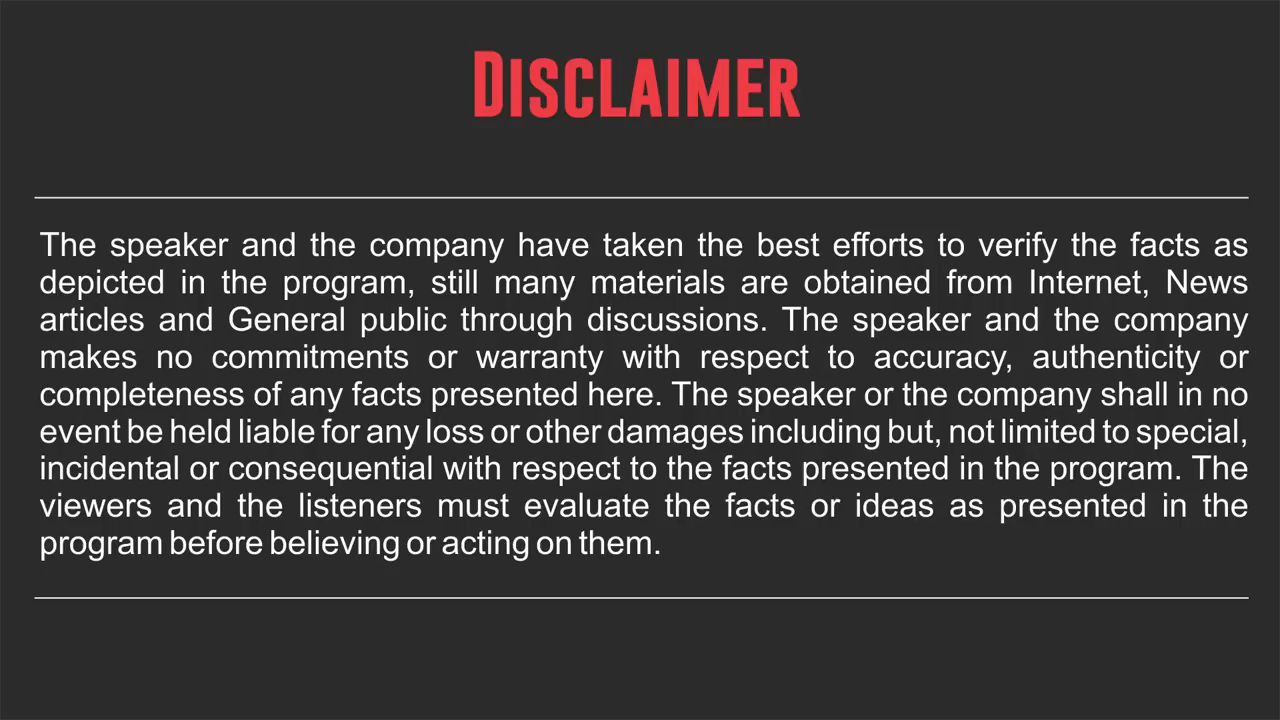 DISCLAIMER
The speaker and the company have taken the best efforts to verify the facts as
depicted in the program, still many materials are obtained from Internet, News
articles and General public through discussions. The speaker and the company
makes no commitments or warranty with respect to accuracy, authenticity or
completeness of any facts presented here. The speaker or the company shall in no
event be held liable for any loss or other damages including but, not limited to special,
incidental or consequential with respect to the facts presented in the program. The
viewers and the listeners must evaluate the facts or ideas as presented in the
program before believing or acting on them.